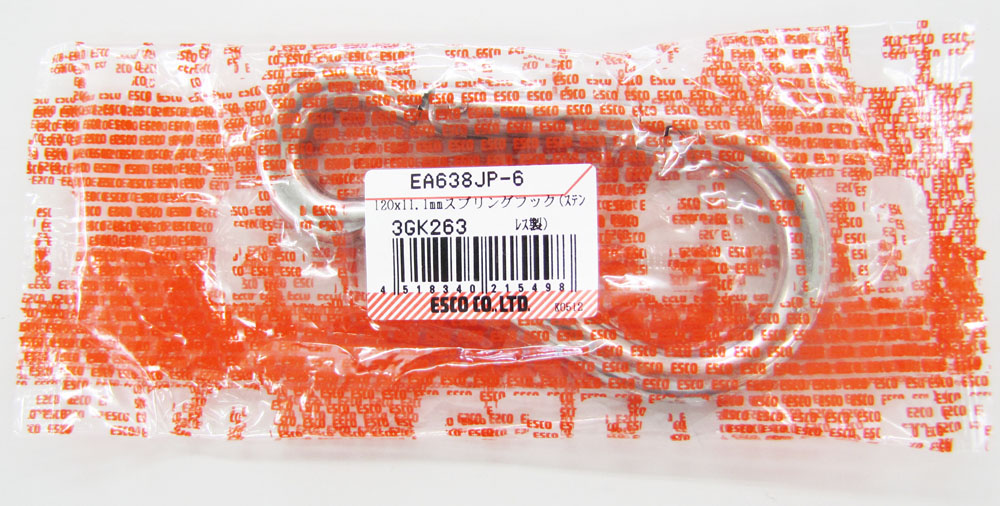 EA638JP-6
120x11.1mmスプリングフック(ステン
3GK263 レス製)
4 518340 215498
ESCO CO.,LTD. K0512
ESCO